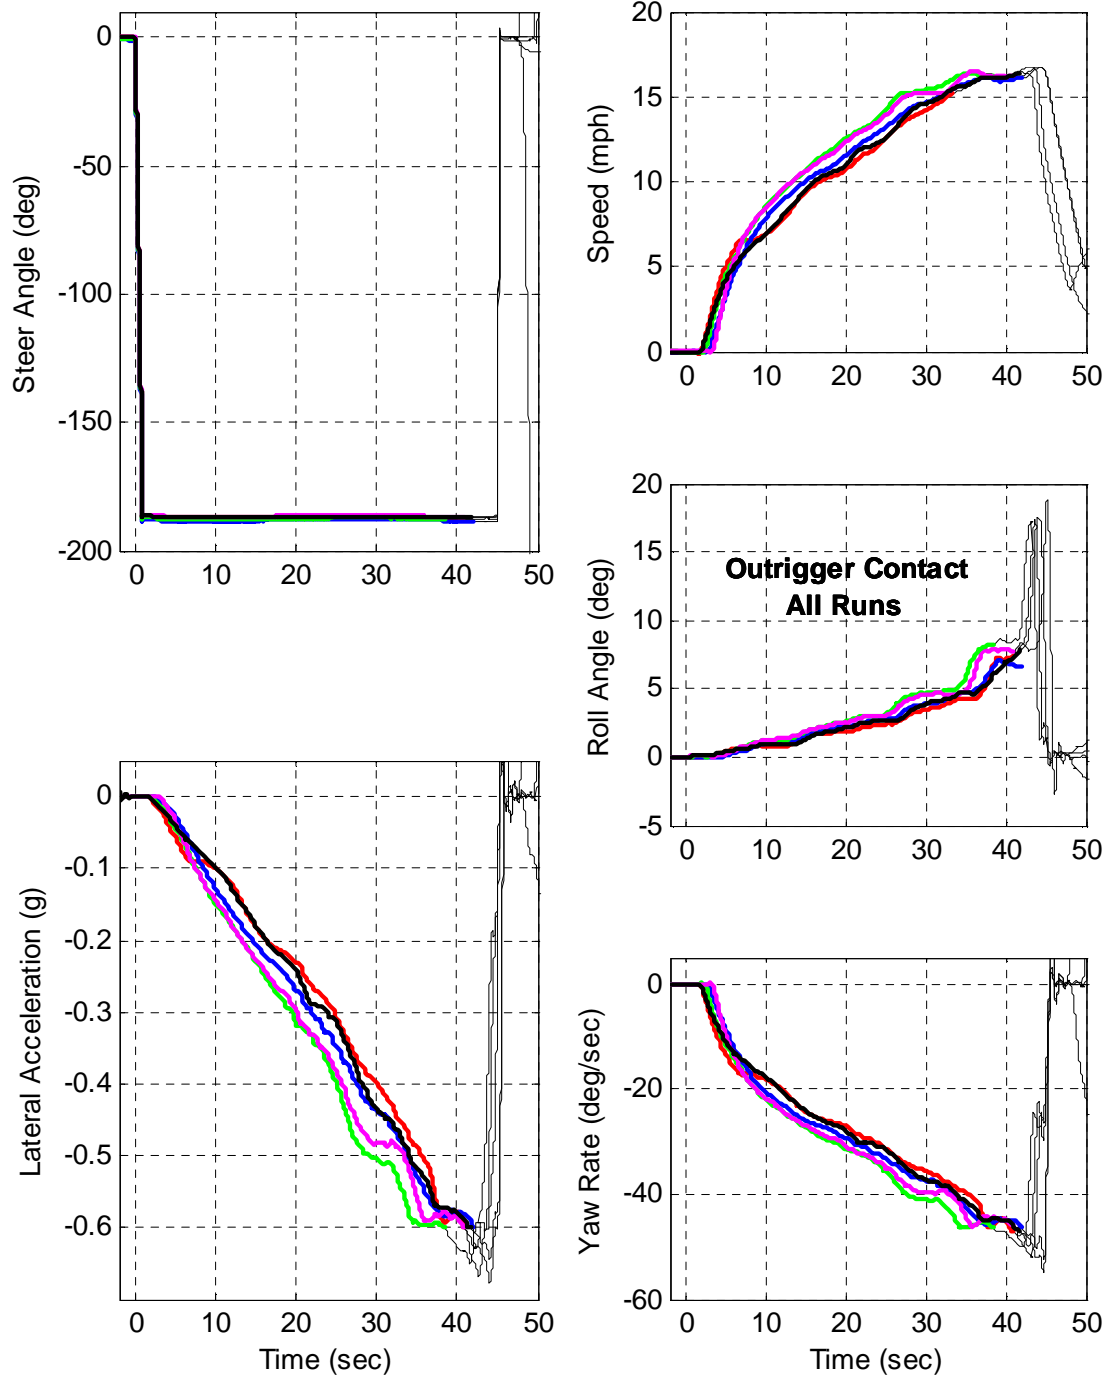 0
-50
-100
-150
-200
0 10 20 30 40 50
Steer Angle (deg)
20
15
10
5
0
0 10 20 30 40 50
Speed (mph)
20
15
10
5
0
-5
0 10 20 30 40 50
Roll Angle (deg)
Outrigger Contact
All Runs
0
-0.1
-0.2
-0.3
-0.4
-0.5
-0.6
0 10 20 30 40 50
Lateral Acceleration (g)
Time (sec)
0
-20
-40
-60
0 10 20 30 40 50
Yaw Rate (deg/sec)
Time (sec)